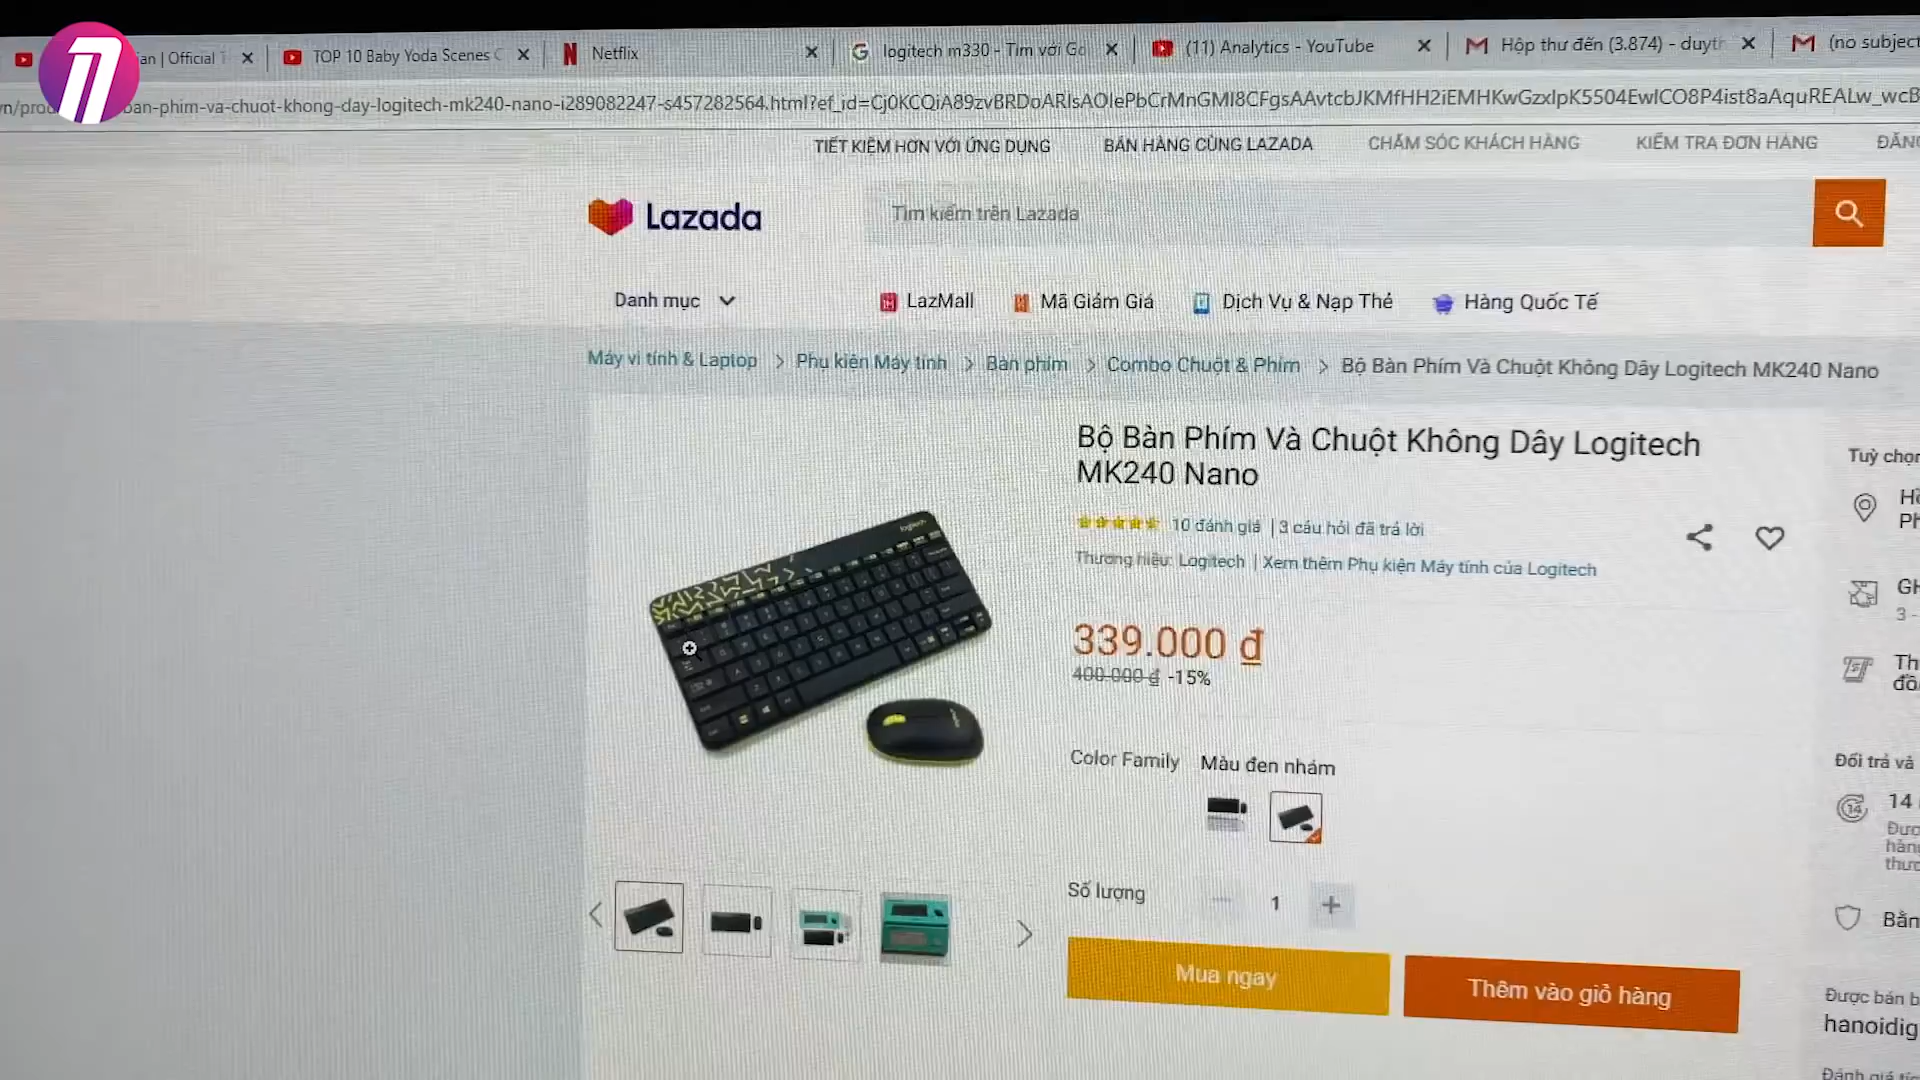 an | Official
TOP 10 Baby Yoda Scenes
Netflix
logitech m330 - Tìm với Go
(11) Analytics - YouTube
Hộp thư đến (3.874) - duytr
(no subject
ban-phim-va-chuot-khong-day-logitech-mk240-nano-i289082247-s457282564.html?ef_id=
TIẾT KIỆM HƠN VỚI ỨNG DỤNG
BÁN HÀNG CÙNG LAZADA
CHĂM SÓC KHÁCH HÀNG
KIỂM TRA ĐƠN HÀNG
ĐĂNG
Lazada
Tìm kiếm trên Lazada
Danh mục
LazMall
Mã Giảm Giá
Dịch Vụ & Nạp Thẻ
Hàng Quốc Tế
Máy vi tính & Laptop > Phụ kiện Máy tính > Bàn phím > Combo Chuột & Phím > Bộ Bàn Phím Và Chuột Không Dây Logitech MK240 Nano
Bộ Bàn Phím Và Chuột Không Dây Logitech
MK240 Nano
10 đánh giá | 3 câu hỏi đã trả lời
Thương hiệu: Logitech | Xem thêm Phụ kiện Máy tính của Logitech
339.000 ₫
400.000 ₫ -15%
Color Family Màu đen nhám
Số lượng
1
Mua ngay
Thêm vào giỏ hàng
Tuỳ chọn
3 -
Đổi trả và
14
Được bán b
hanoidig